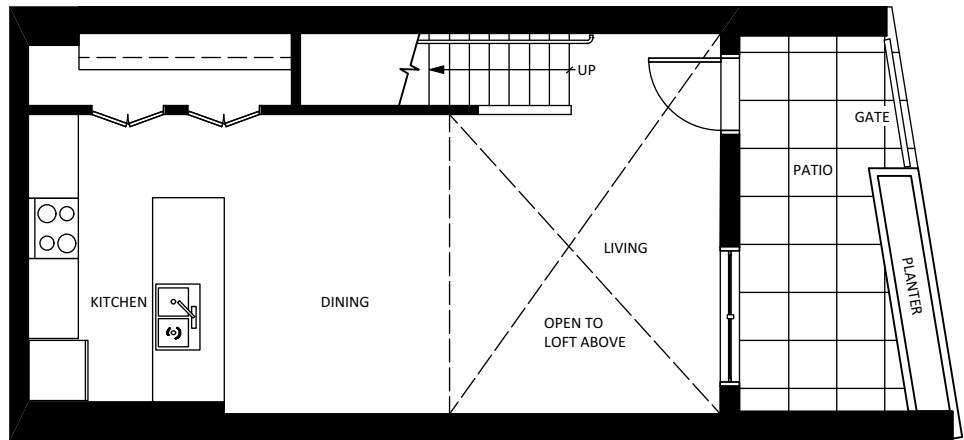 UP
GATE
PATIO
LIVING
PLANTER
KITCHEN
DINING
OPEN TO
LOFT ABOVE